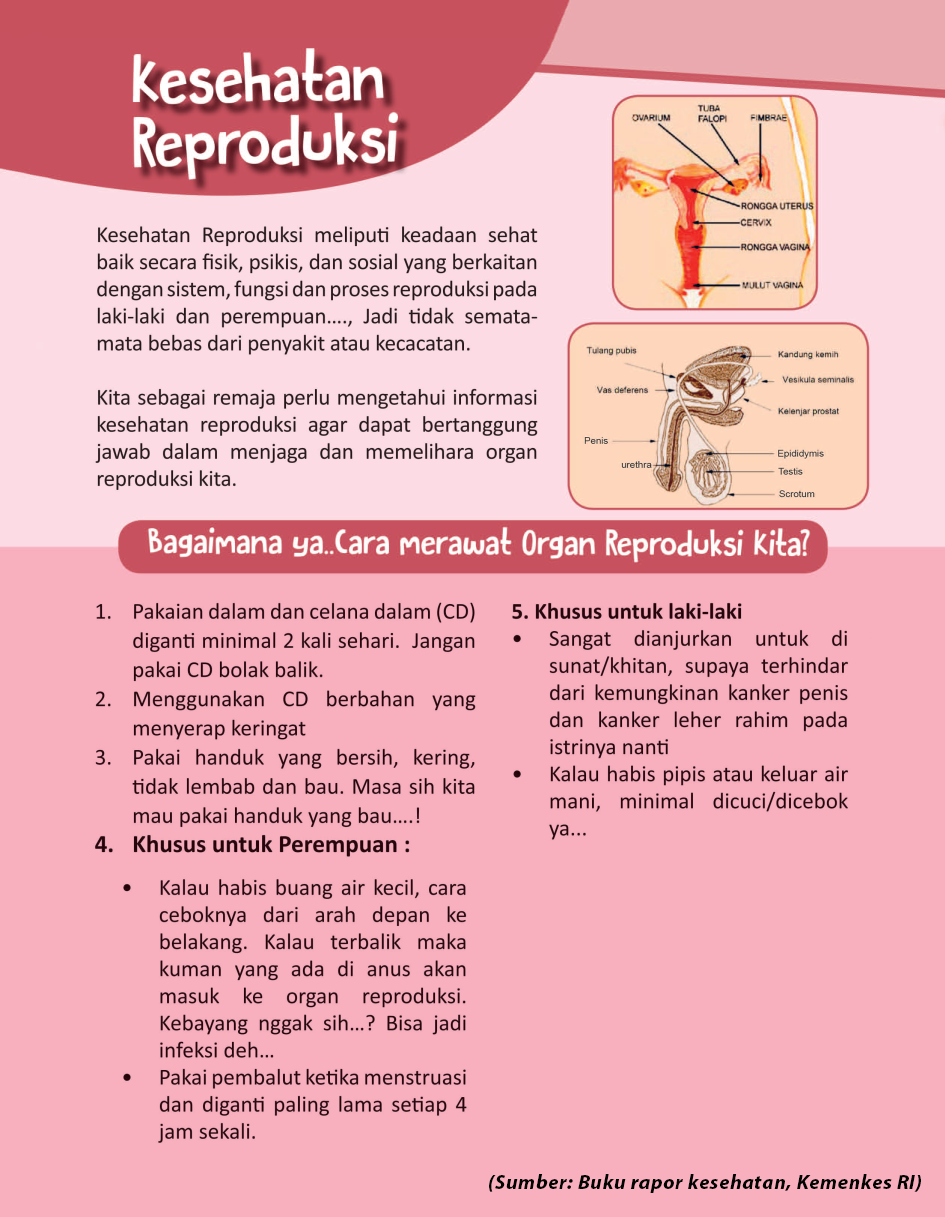 Kesehatan
Reproduksi
Kesehatan Reproduksi meliputi keadaan sehat
baik secara fisik, psikis, dan sosial yang berkaitan
dengan sistem, fungsi dan proses reproduksi pada
laki-laki dan perempuan...., Jadi tidak semata-
mata bebas dari penyakit atau kecacatan.
Kita sebagai remaja perlu mengetahui informasi
kesehatan reproduksi agar dapat bertanggung
jawab dalam menjaga dan memelihara organ
reproduksi kita.
OVARIUM
TUBA
FALOPI
FIMBRAE
RONGGA UTERUS
CERVIX
RONGGA VAGINA
MULUT VAGINA
Tulang pubis
Vas deferens
Penis
urethra
Kandung kemih
Vesikula seminalis
Kelenjar prostat
Epididymis
Testis
Scrotum
Bagaimana ya..Cara merawat Organ Reproduksi Kita?
1. Pakaian dalam dan celana dalam (CD)
diganti minimal 2 kali sehari. Jangan
pakai CD bolak balik.
2. Menggunakan CD berbahan yang
menyerap keringat
3. Pakai handuk yang bersih, kering,
tidak lembab dan bau. Masa sih kita
mau pakai handuk yang bau....!
4. Khusus untuk Perempuan :
• Kalau habis buang air kecil, cara
ceboknya dari arah depan ke
belakang. Kalau terbalik maka
kuman yang ada di anus akan
masuk ke organ reproduksi.
Kebayang nggak sih...? Bisa jadi
infeksi deh...
• Pakai pembalut ketika menstruasi
dan diganti paling lama setiap 4
jam sekali.
5. Khusus untuk laki-laki
• Sangat dianjurkan untuk di
sunat/khitan, supaya terhindar
dari kemungkinan kanker penis
dan kanker leher rahim pada
istrinya nanti
• Kalau habis pipis atau keluar air
mani, minimal dicuci/dicebok
ya...
(Sumber: Buku rapor kesehatan, Kemenkes RI)